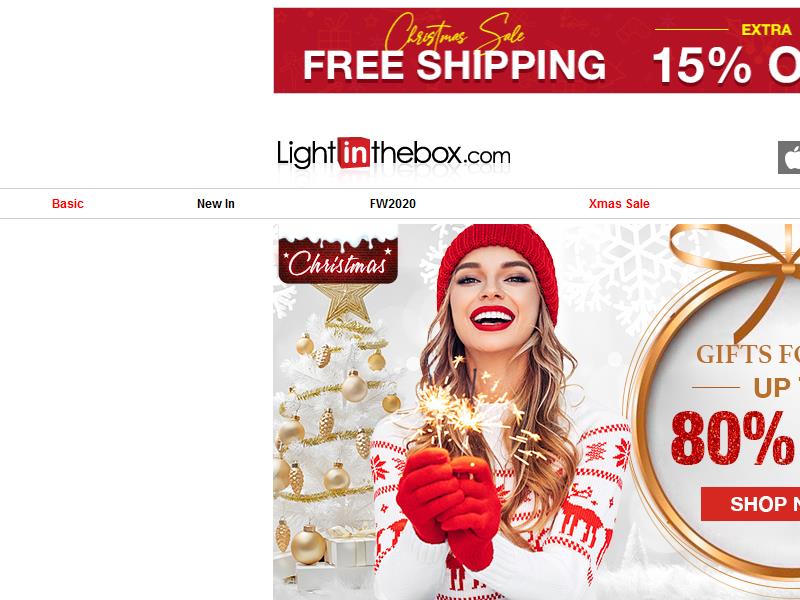 Christmas Sale
FREE SHIPPING
EXTRA
15% O
Lightinthebox.com
Basic New In FW2020 Xmas Sale
Christmas
GIFTS FO
UP T
80%
SHOP N